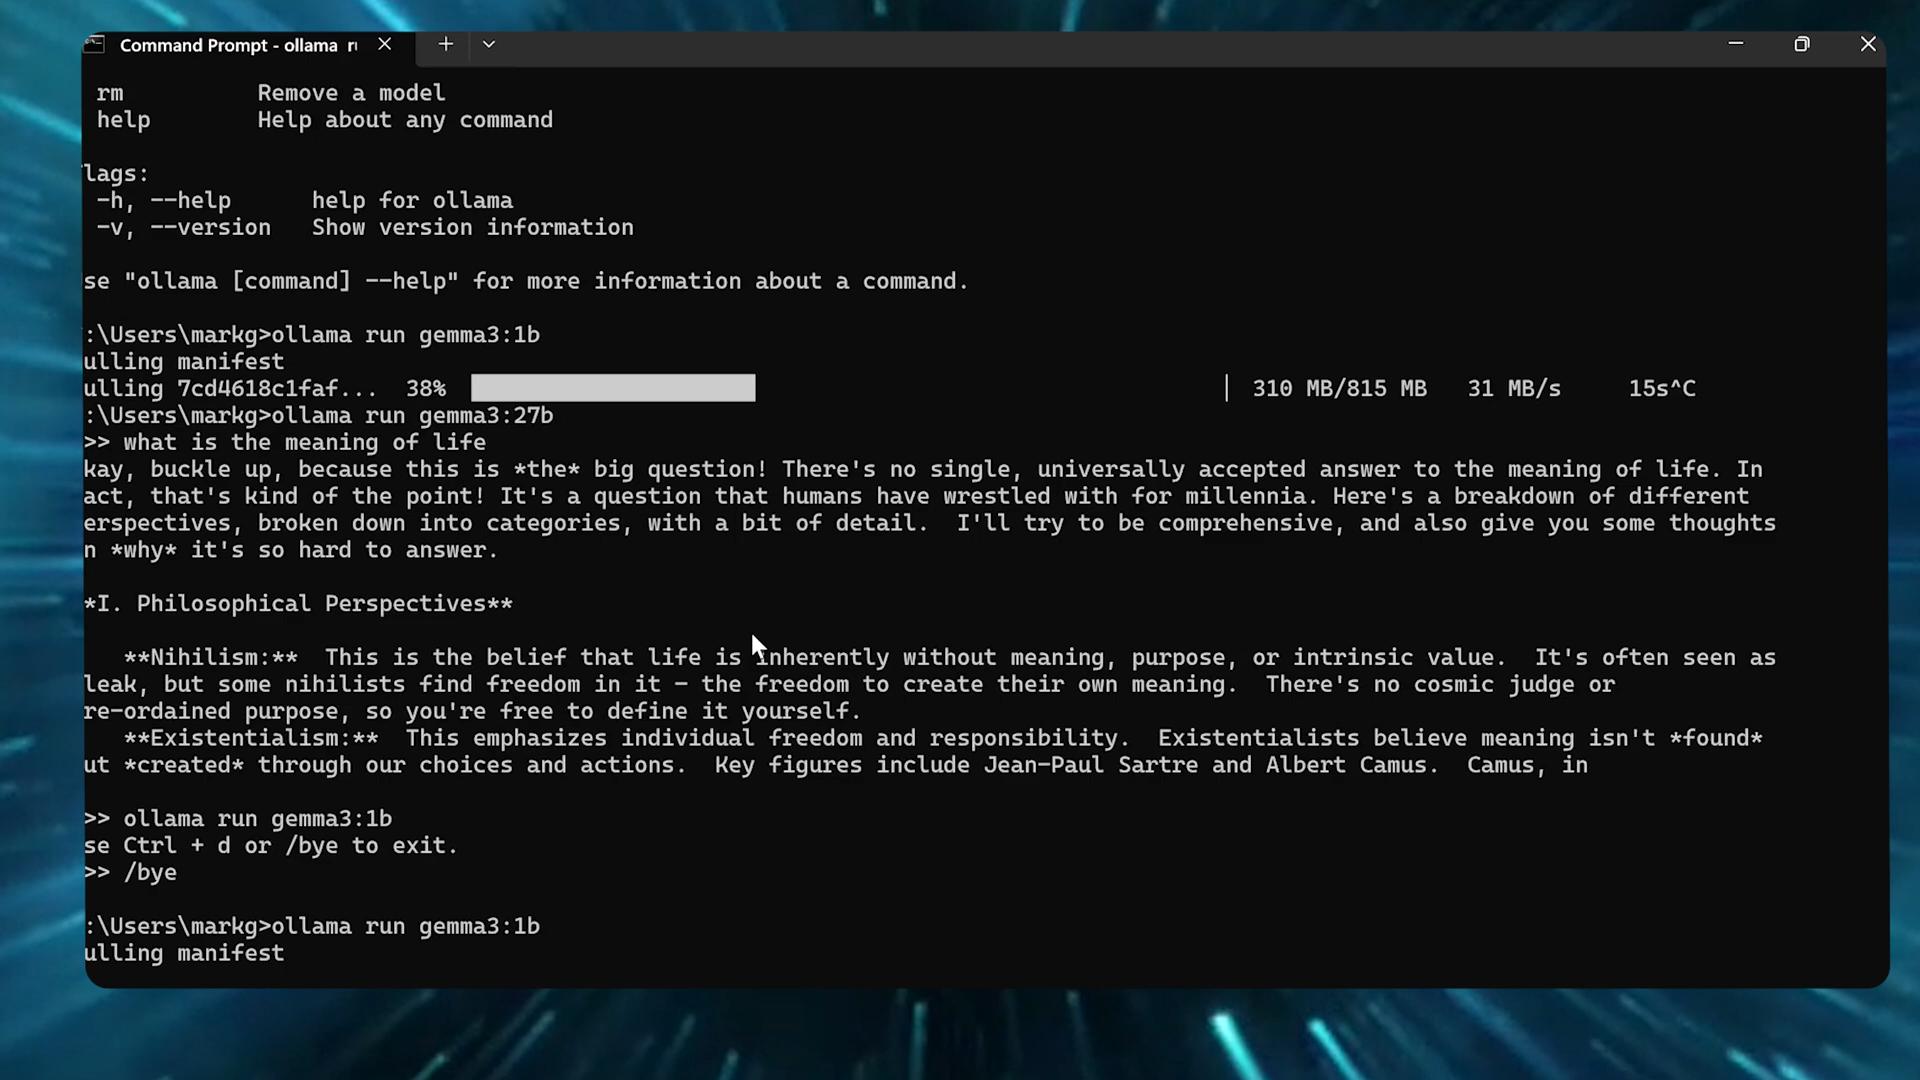 Command Prompt - ollama ru
rm Remove a model
help Help about any command
lags:
-h, --help help for ollama
-v, --version Show version information
se "ollama [command] --help" for more information about a command.
:\Users\markg>ollama run gemma3:1b
ulling manifest
ulling 7cd4618c1faf... 38% 310 MB/815 MB 31 MB/s 15s^C
:\Users\markg>ollama run gemma3:27b
>> what is the meaning of life
kay, buckle up, because this is *the* big question! There's no single, universally accepted answer to the meaning of life. In
act, that's kind of the point! It's a question that humans have wrestled with for millennia. Here's a breakdown of different
erspectives, broken down into categories, with a bit of detail. I'll try to be comprehensive, and also give you some thoughts
n *why* it's so hard to answer.
*I. Philosophical Perspectives**
**Nihilism:** This is the belief that life is inherently without meaning, purpose, or intrinsic value. It's often seen as
leak, but some nihilists find freedom in it – the freedom to create their own meaning. There's no cosmic judge or
re-ordained purpose, so you're free to define it yourself.
**Existentialism:** This emphasizes individual freedom and responsibility. Existentialists believe meaning isn't *found*
ut *created* through our choices and actions. Key figures include Jean-Paul Sartre and Albert Camus. Camus, in
>> ollama run gemma3:1b
se Ctrl + d or /bye to exit.
>> /bye
:\Users\markg>ollama run gemma3:1b
ulling manifest